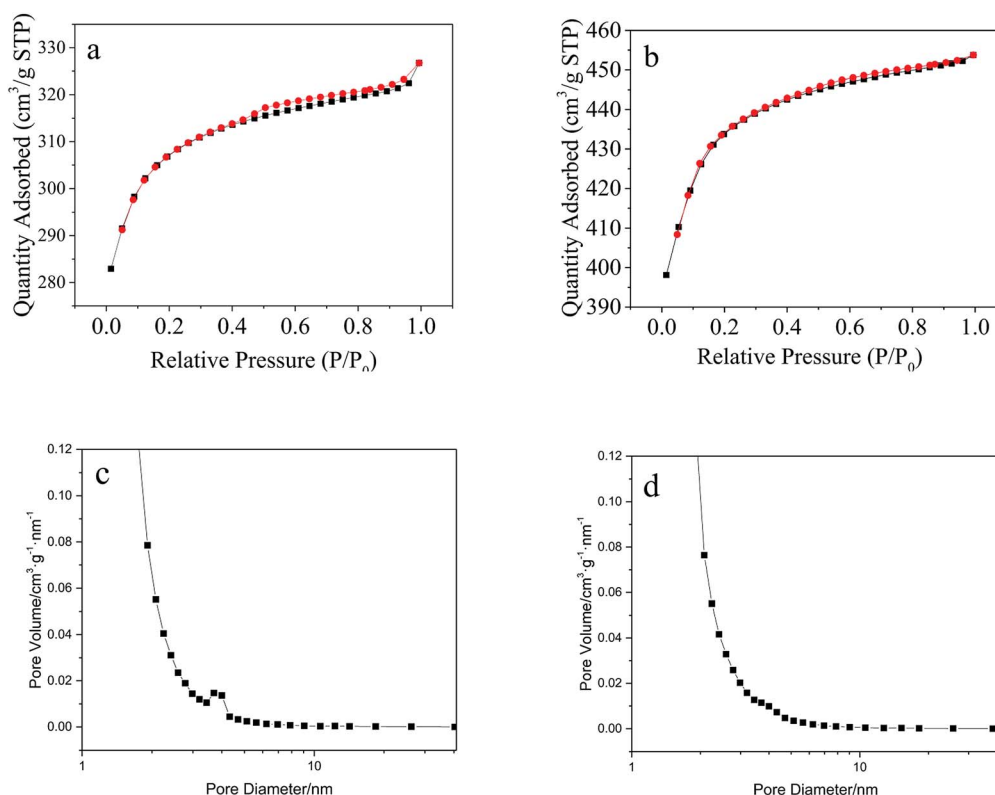 a
Quantity Adsorbed (cm³/g STP)
330
320
310
300
290
280
0.0 0.2 0.4 0.6 0.8 1.0
Relative Pressure (P/P₀)
b
Quantity Adsorbed (cm³/g STP)
460
450
440
430
420
410
400
390
0.0 0.2 0.4 0.6 0.8 1.0
Relative Pressure (P/P₀)
c
Pore Volume/cm³·g⁻¹·nm⁻¹
0.12
0.10
0.08
0.06
0.04
0.02
0.00
1 10
Pore Diameter/nm
d
Pore Volume/cm³·g⁻¹·nm⁻¹
0.12
0.10
0.08
0.06
0.04
0.02
0.00
1 10
Pore Diameter/nm